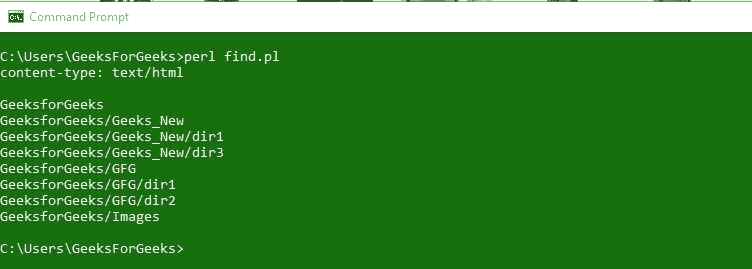 Command Prompt
C:\Users\GeeksForGeeks>perl find.pl
content-type: text/html
GeeksforGeeks
GeeksforGeeks/Geeks_New
GeeksforGeeks/Geeks_New/dir1
GeeksforGeeks/Geeks_New/dir3
GeeksforGeeks/GFG
GeeksforGeeks/GFG/dir1
GeeksforGeeks/GFG/dir2
GeeksforGeeks/Images
C:\Users\GeeksForGeeks>